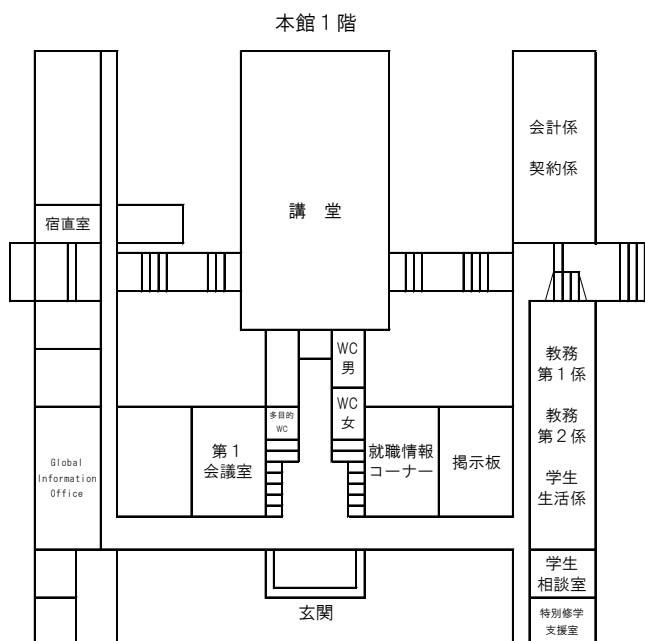 本館１階
会計係
契約係
講　堂
宿直室
WC
男
WC
女
多目的
WC
第１
会議室
就職情報
コーナー
掲示板
教務
第１係
教務
第２係
学生
生活係
Global
Information
Office
学生
相談室
玄関
特別修学
支援室